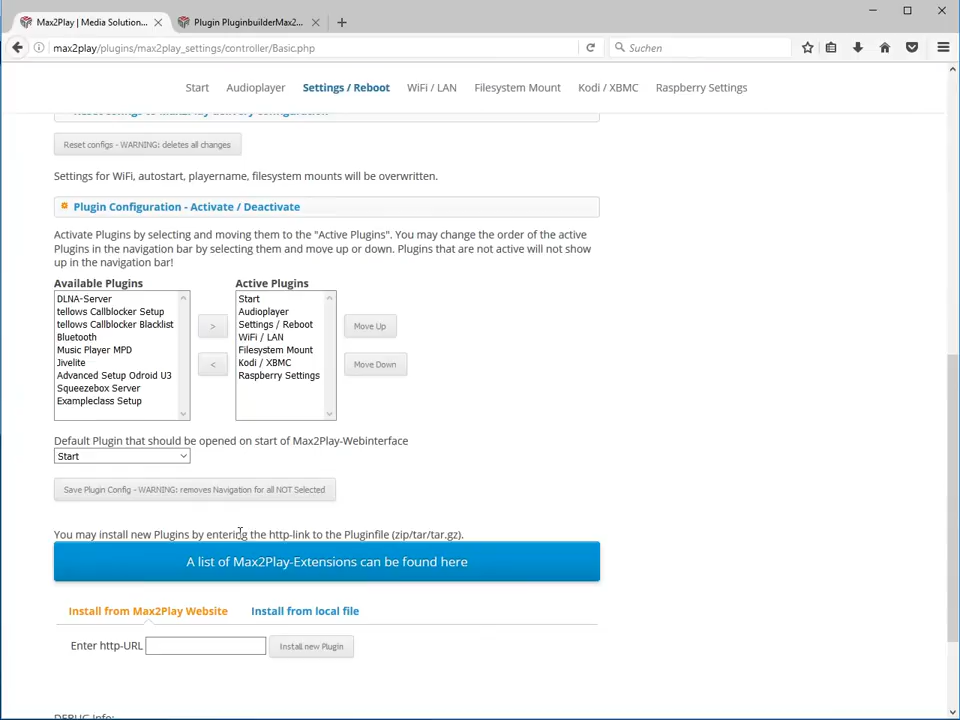 Max2Play | Media Solution...
Plugin PluginbuilderMax2...
max2play/plugins/max2play_settings/controller/Basic.php
Suchen
Start
Audioplayer
Settings / Reboot
WiFi / LAN
Filesystem Mount
Kodi / XBMC
Raspberry Settings
Reset configs - WARNING: deletes all changes
Settings for WiFi, autostart, playername, filesystem mounts will be overwritten.
Plugin Configuration - Activate / Deactivate
Activate Plugins by selecting and moving them to the "Active Plugins". You may change the order of the active
Plugins in the navigation bar by selecting them and move up or down. Plugins that are not active will not show
up in the navigation bar!
Available Plugins
DLNA-Server
tellows Callblocker Setup
tellows Callblocker Blacklist
Bluetooth
Music Player MPD
Jivelite
Advanced Setup Odroid U3
Squeezebox Server
Exampleclass Setup
>
<
Active Plugins
Start
Audioplayer
Settings / Reboot
WiFi / LAN
Filesystem Mount
Kodi / XBMC
Raspberry Settings
Move Up
Move Down
Default Plugin that should be opened on start of Max2Play-Webinterface
Start
Save Plugin Config - WARNING: removes Navigation for all NOT Selected
You may install new Plugins by entering the http-link to the Pluginfile (zip/tar/tar.gz).
A list of Max2Play-Extensions can be found here
Install from Max2Play Website
Install from local file
Enter http-URL
Install new Plugin
DEBUG Info: